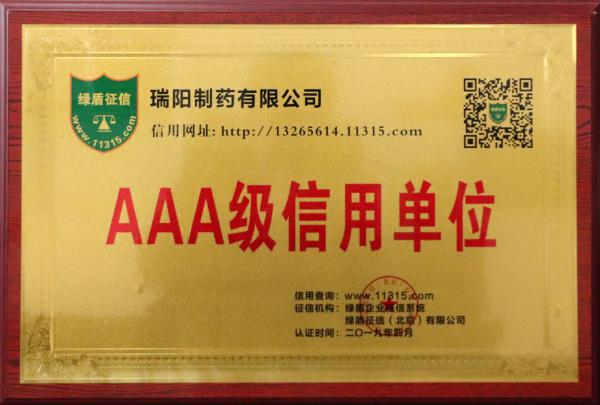 绿盾征信
www.11315.com
瑞阳制药有限公司
信用网址: http://13265614.11315.com
AAA级信用单位
信用查询: www.11315.com
征信机构: 绿盾企业征信系统
绿盾征信（北京）有限公司
认证时间: 二〇一九年四月